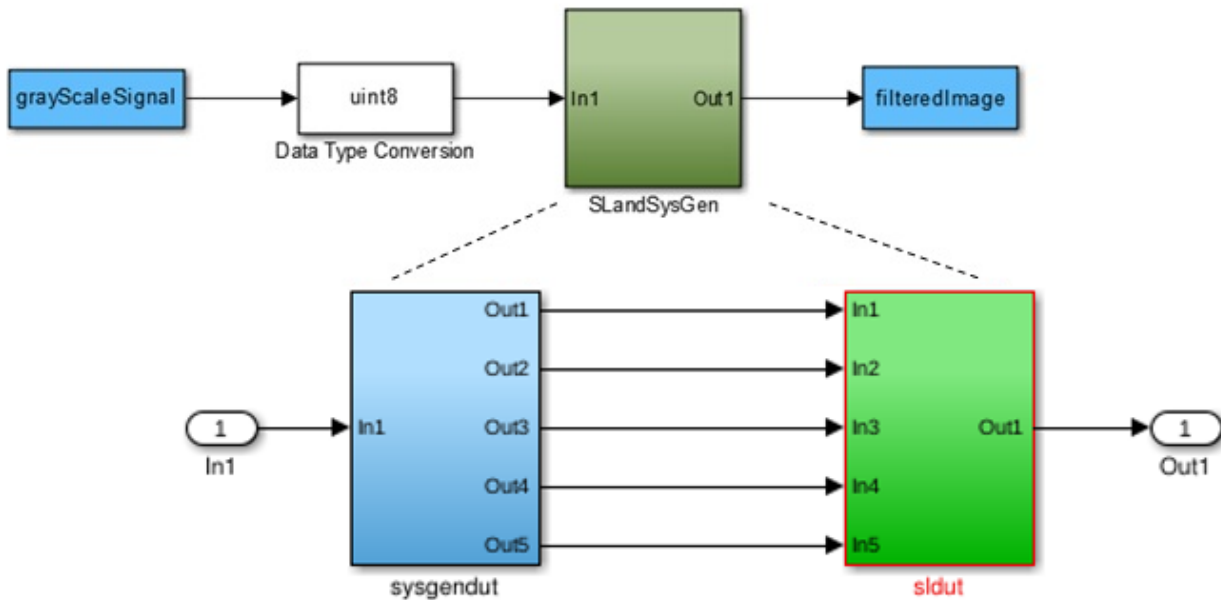 grayScaleSignal
uint8
Data Type Conversion
In1
Out1
SLandSysGen
filteredImage
1
In1
In1
Out1
Out2
Out3
Out4
Out5
sysgendut
In1
In2
In3
In4
In5
Out1
sldut
1
Out1